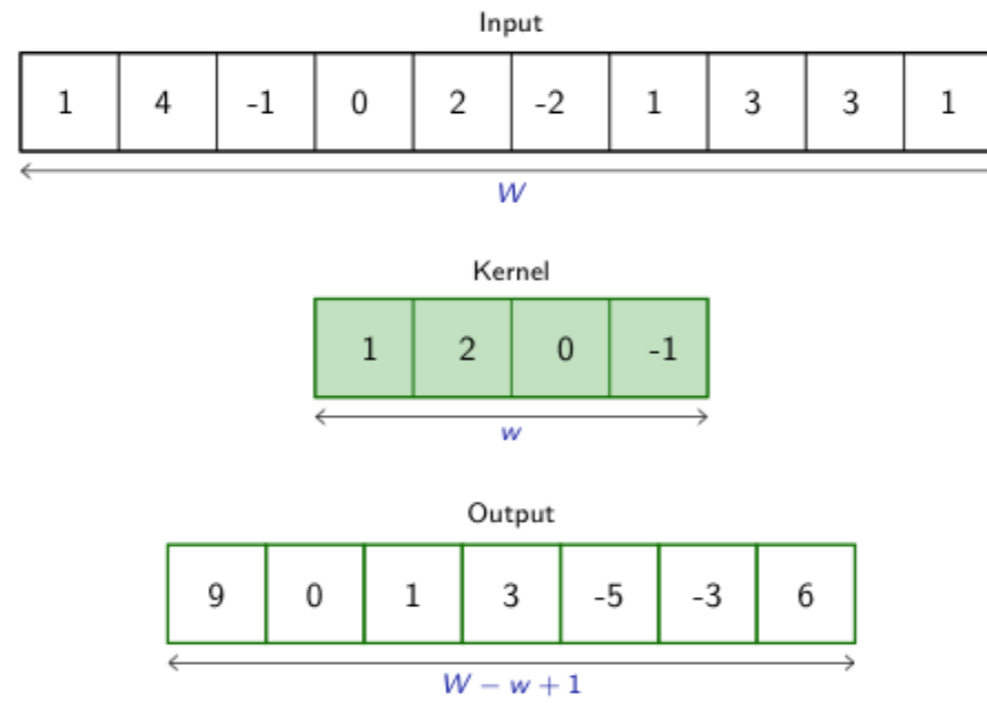 Input
1 4 -1 0 2 -2 1 3 3 1
W
Kernel
1 2 0 -1
w
Output
9 0 1 3 -5 -3 6
W − w + 1